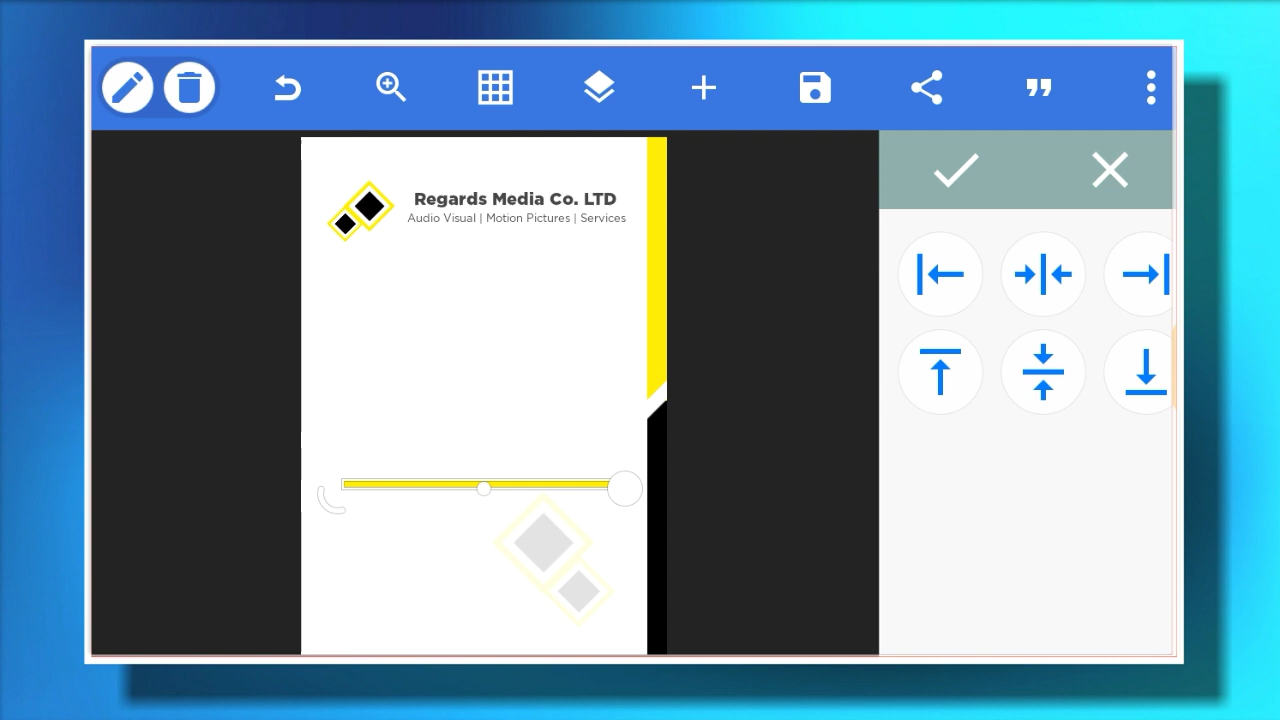 Regards Media Co. LTD
Audio Visual | Motion Pictures | Services